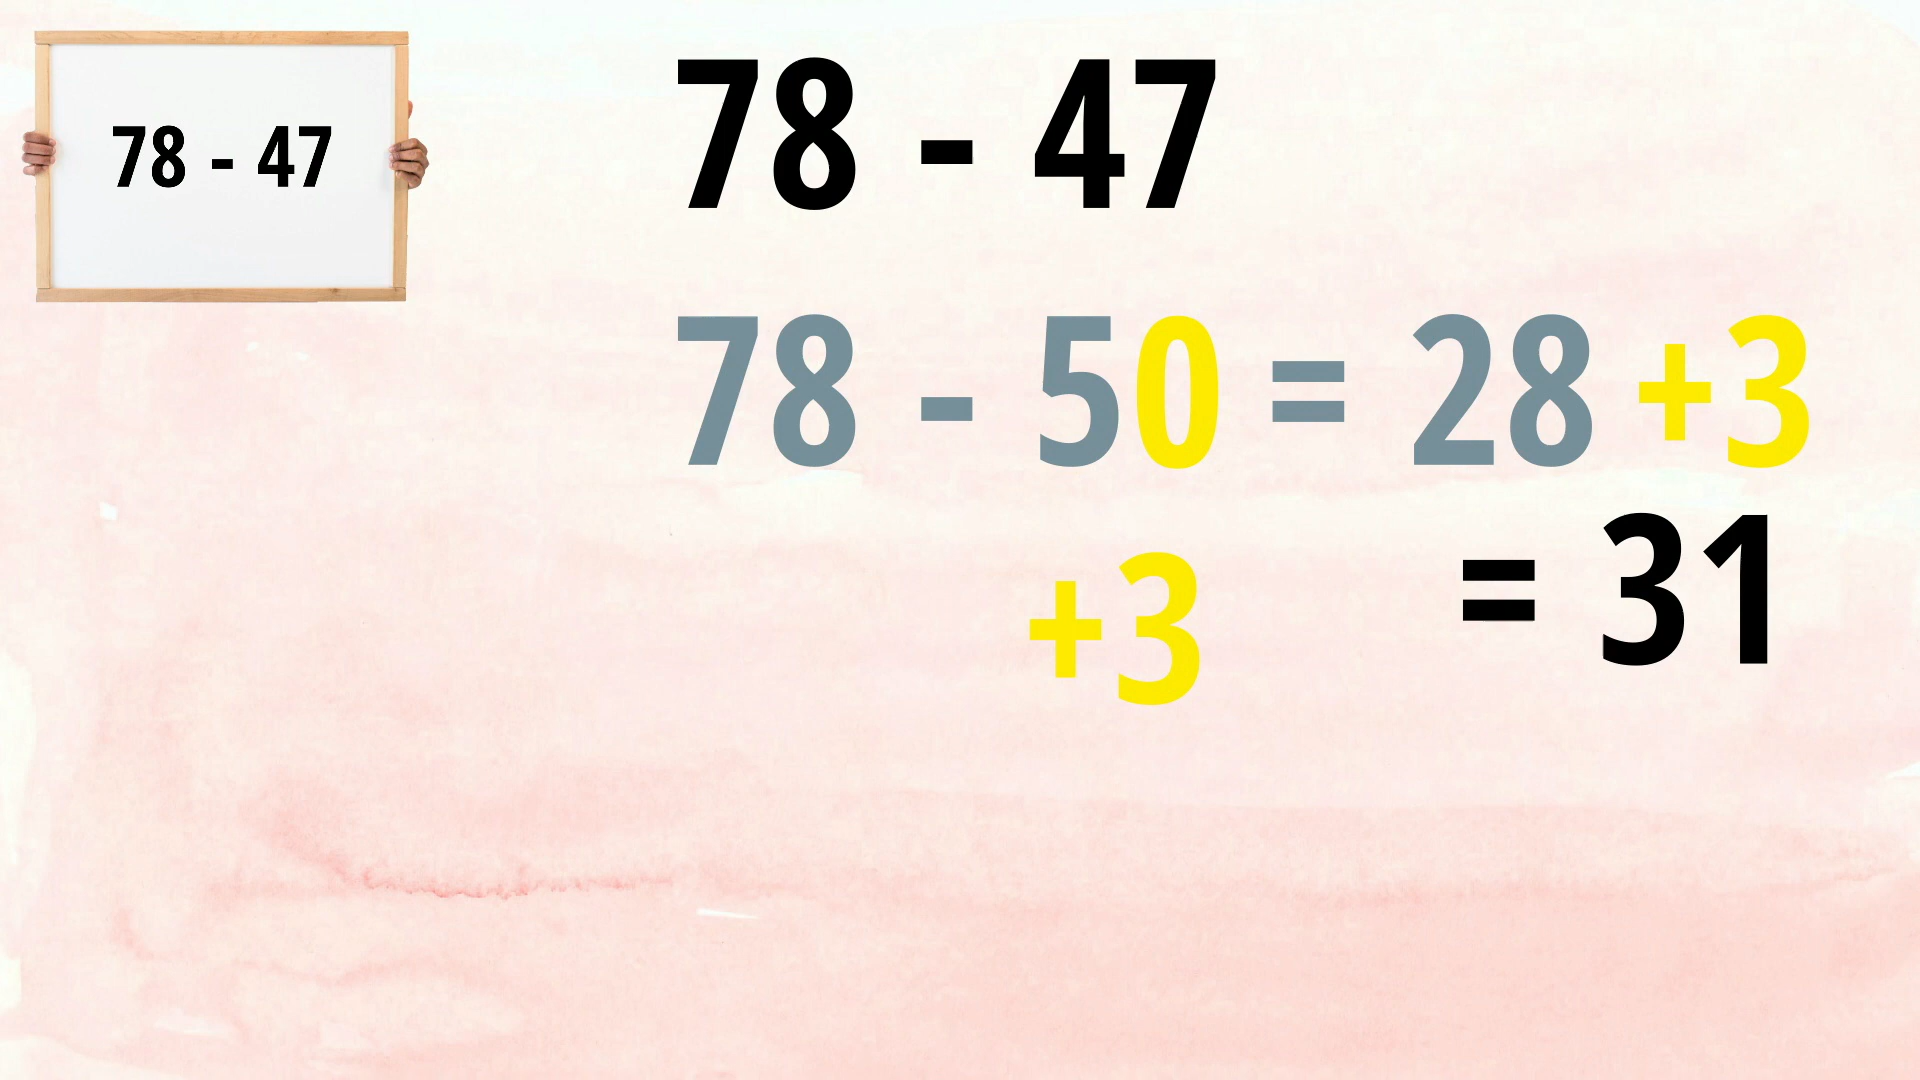 78 - 47
78 - 47
78 - 50 = 28 +3
+3 = 31